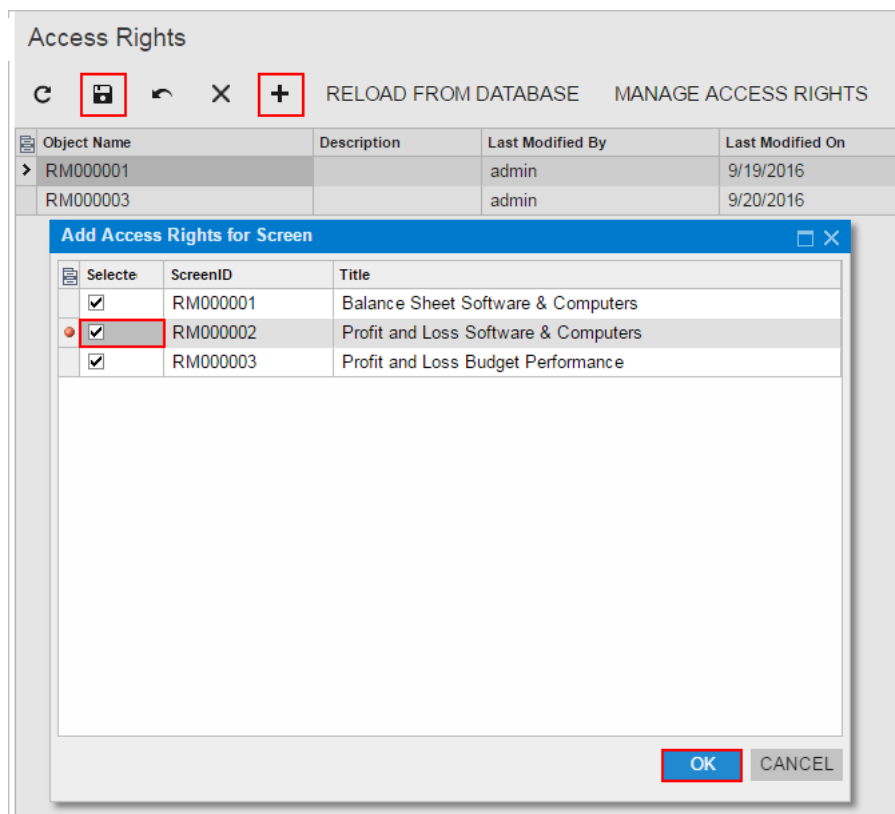 Access Rights
RELOAD FROM DATABASE MANAGE ACCESS RIGHTS
Object Name Description Last Modified By Last Modified On
RM000001 admin 9/19/2016
RM000003 admin 9/20/2016
Add Access Rights for Screen
Selecte ScreenID Title
RM000001 Balance Sheet Software & Computers
RM000002 Profit and Loss Software & Computers
RM000003 Profit and Loss Budget Performance
OK CANCEL